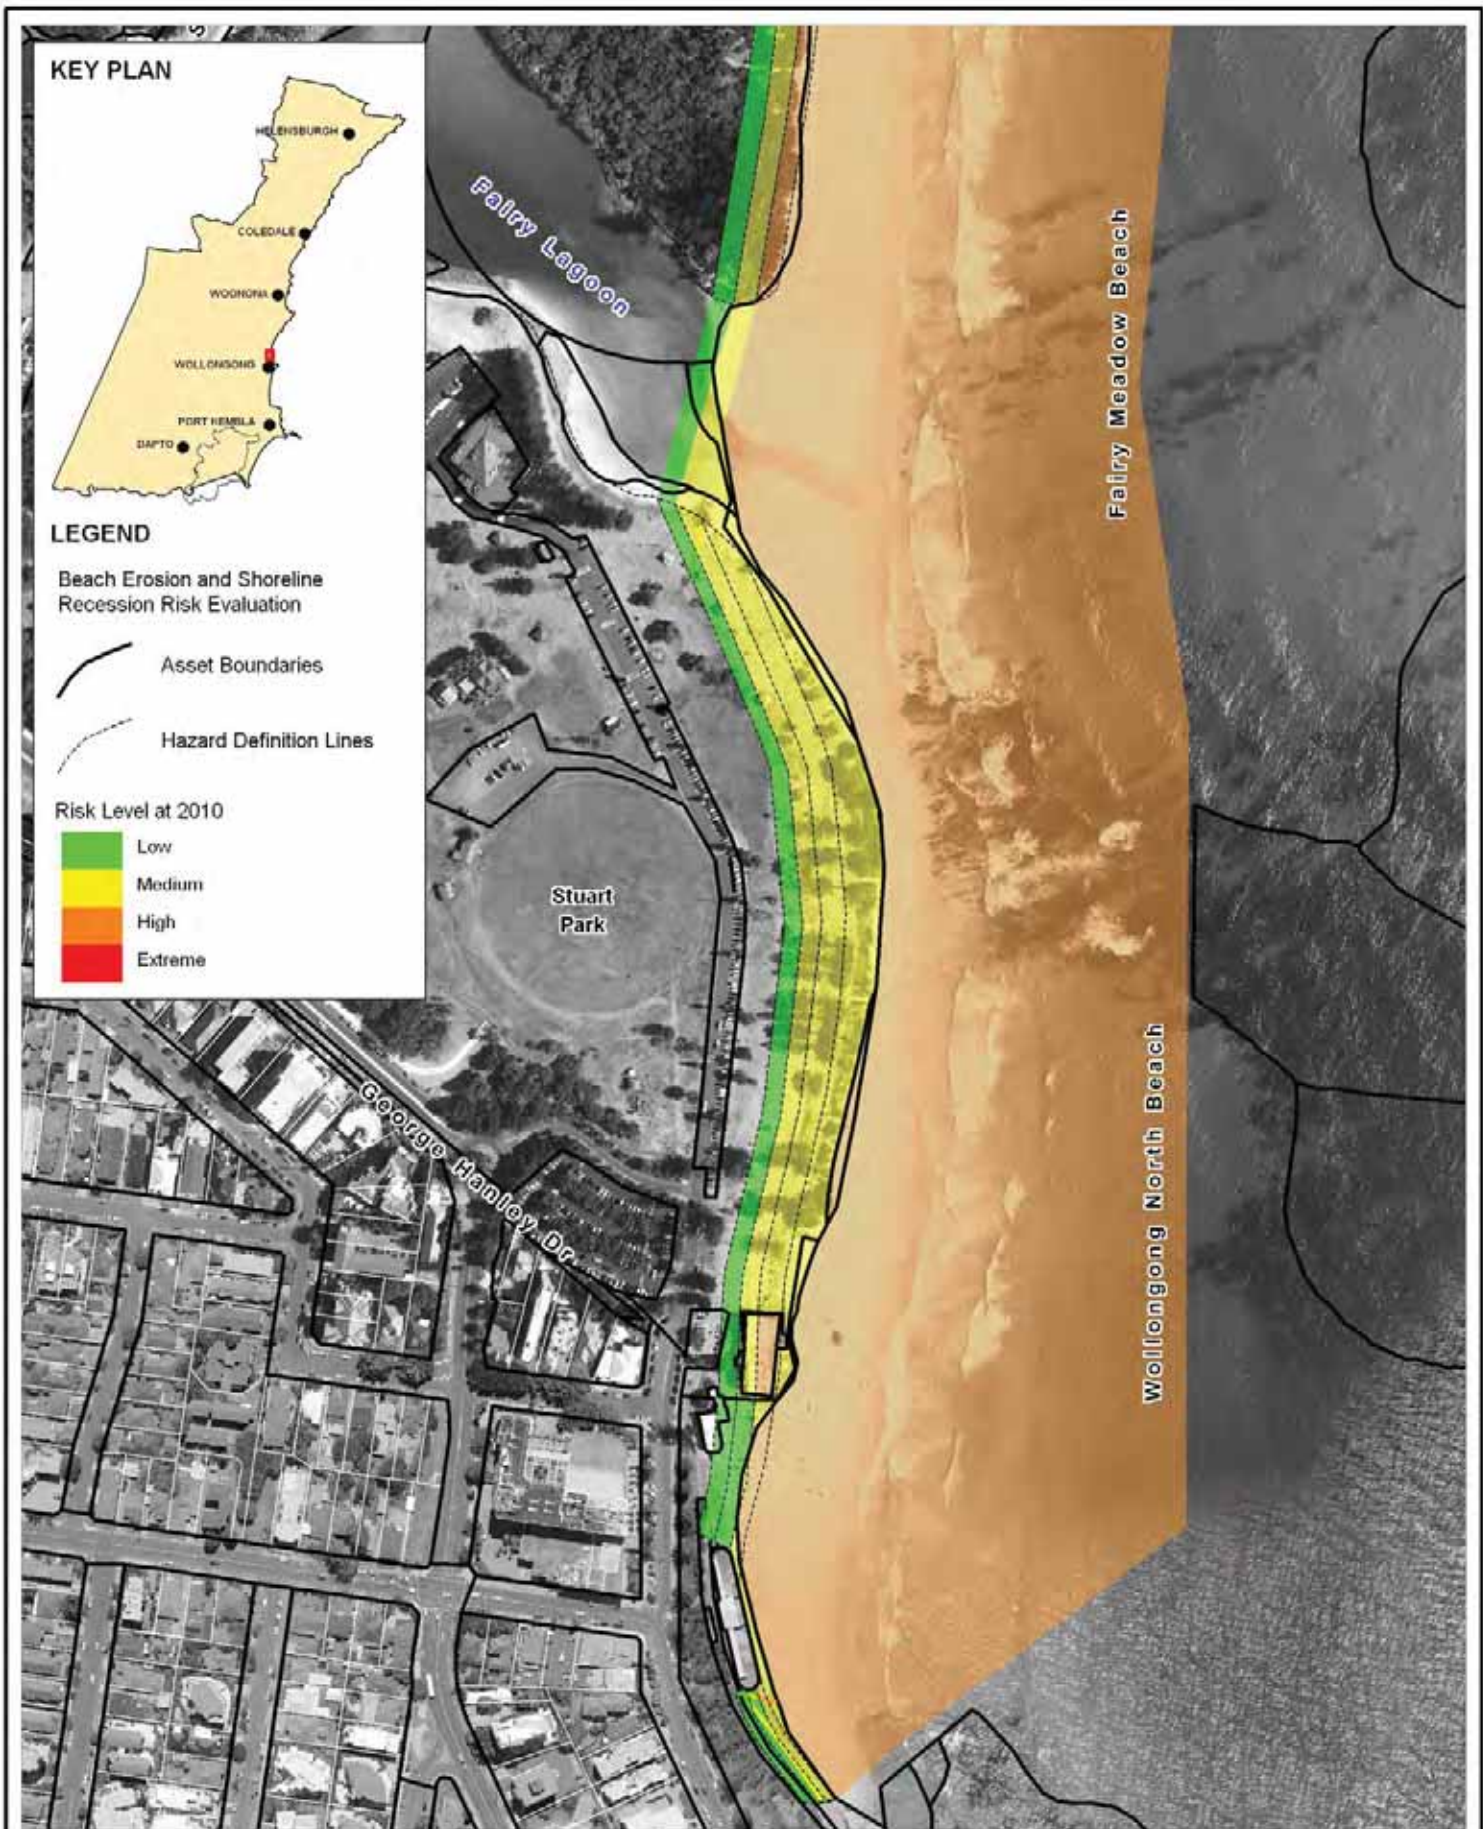 KEY PLAN
HELENSBURGH
COLEDALE
WOONONA
WOLLONGONG
PORT KEMBLA
DAPTO
LEGEND
Beach Erosion and Shoreline
Recession Risk Evaluation
Asset Boundaries
Hazard Definition Lines
Risk Level at 2010
Low
Medium
High
Extreme
Fairy Lagoon
Fairy Meadow Beach
Stuart
Park
George Hanley Dr
Wollongong North Beach